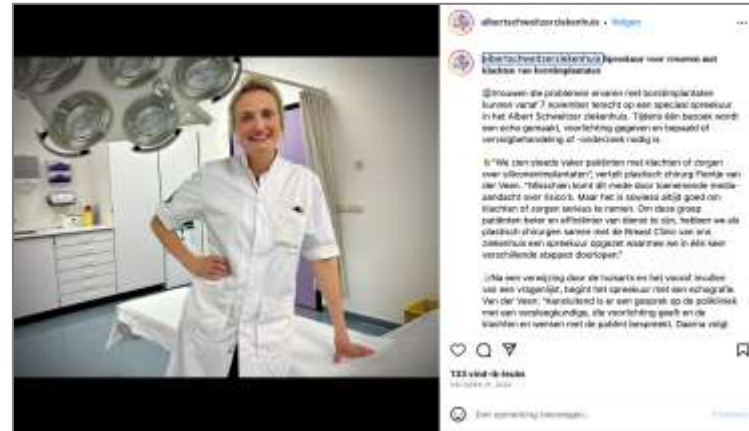 albertschweitzerziekenhuis • Volgen
albertschweitzerziekenhuis Spreekuur voor vrouwen met
klachten van borstimplantaten
Vrouwen die problemen ervaren met borstimplantaten
kunnen vanaf 7 november terecht op een speciaal spreekuur
in het Albert Schweitzer ziekenhuis. Tijdens één bezoek wordt
een echo gemaakt, voorlichting gegeven en bepaald of
vervolgbehandeling of -onderzoek nodig is.
"We zien steeds vaker patiënten met klachten of zorgen
over siliconenimplantaten", vertelt plastisch chirurg Fientje van
der Veen. "Misschien komt dit mede door toenemende media-
aandacht over risico's. Maar het is sowieso altijd goed om
klachten of zorgen serieus te nemen. Om deze groep
patiënten beter en efficiënter van dienst te zijn, hebben we als
plastisch chirurgen samen met de Breast Clinic van ons
ziekenhuis een spreekuur opgezet waarmee we in één keer
verschillende stappen doorlopen."
Na een verwijzing door de huisarts en het vooraf invullen
van een vragenlijst, begint het spreekuur met een echografie.
Van der Veen: "Aansluitend is er een gesprek op de polikliniek
met een verpleegkundige, die voorlichting geeft en de
klachten en wensen met de patiënt bespreekt. Daarna volgt
133 vind-ik-leuks
Een opmerking toevoegen...